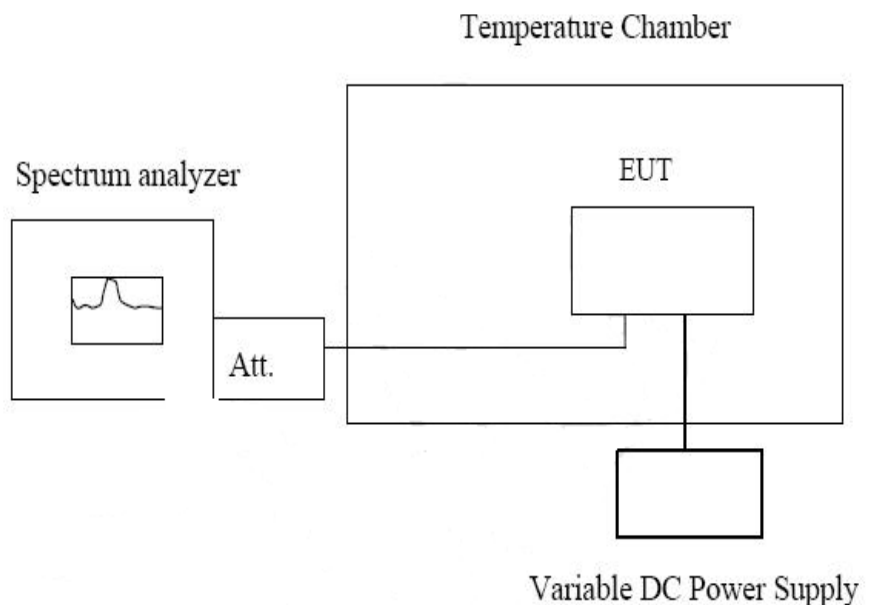 Temperature Chamber
Spectrum analyzer
EUT
Att.
Variable DC Power Supply